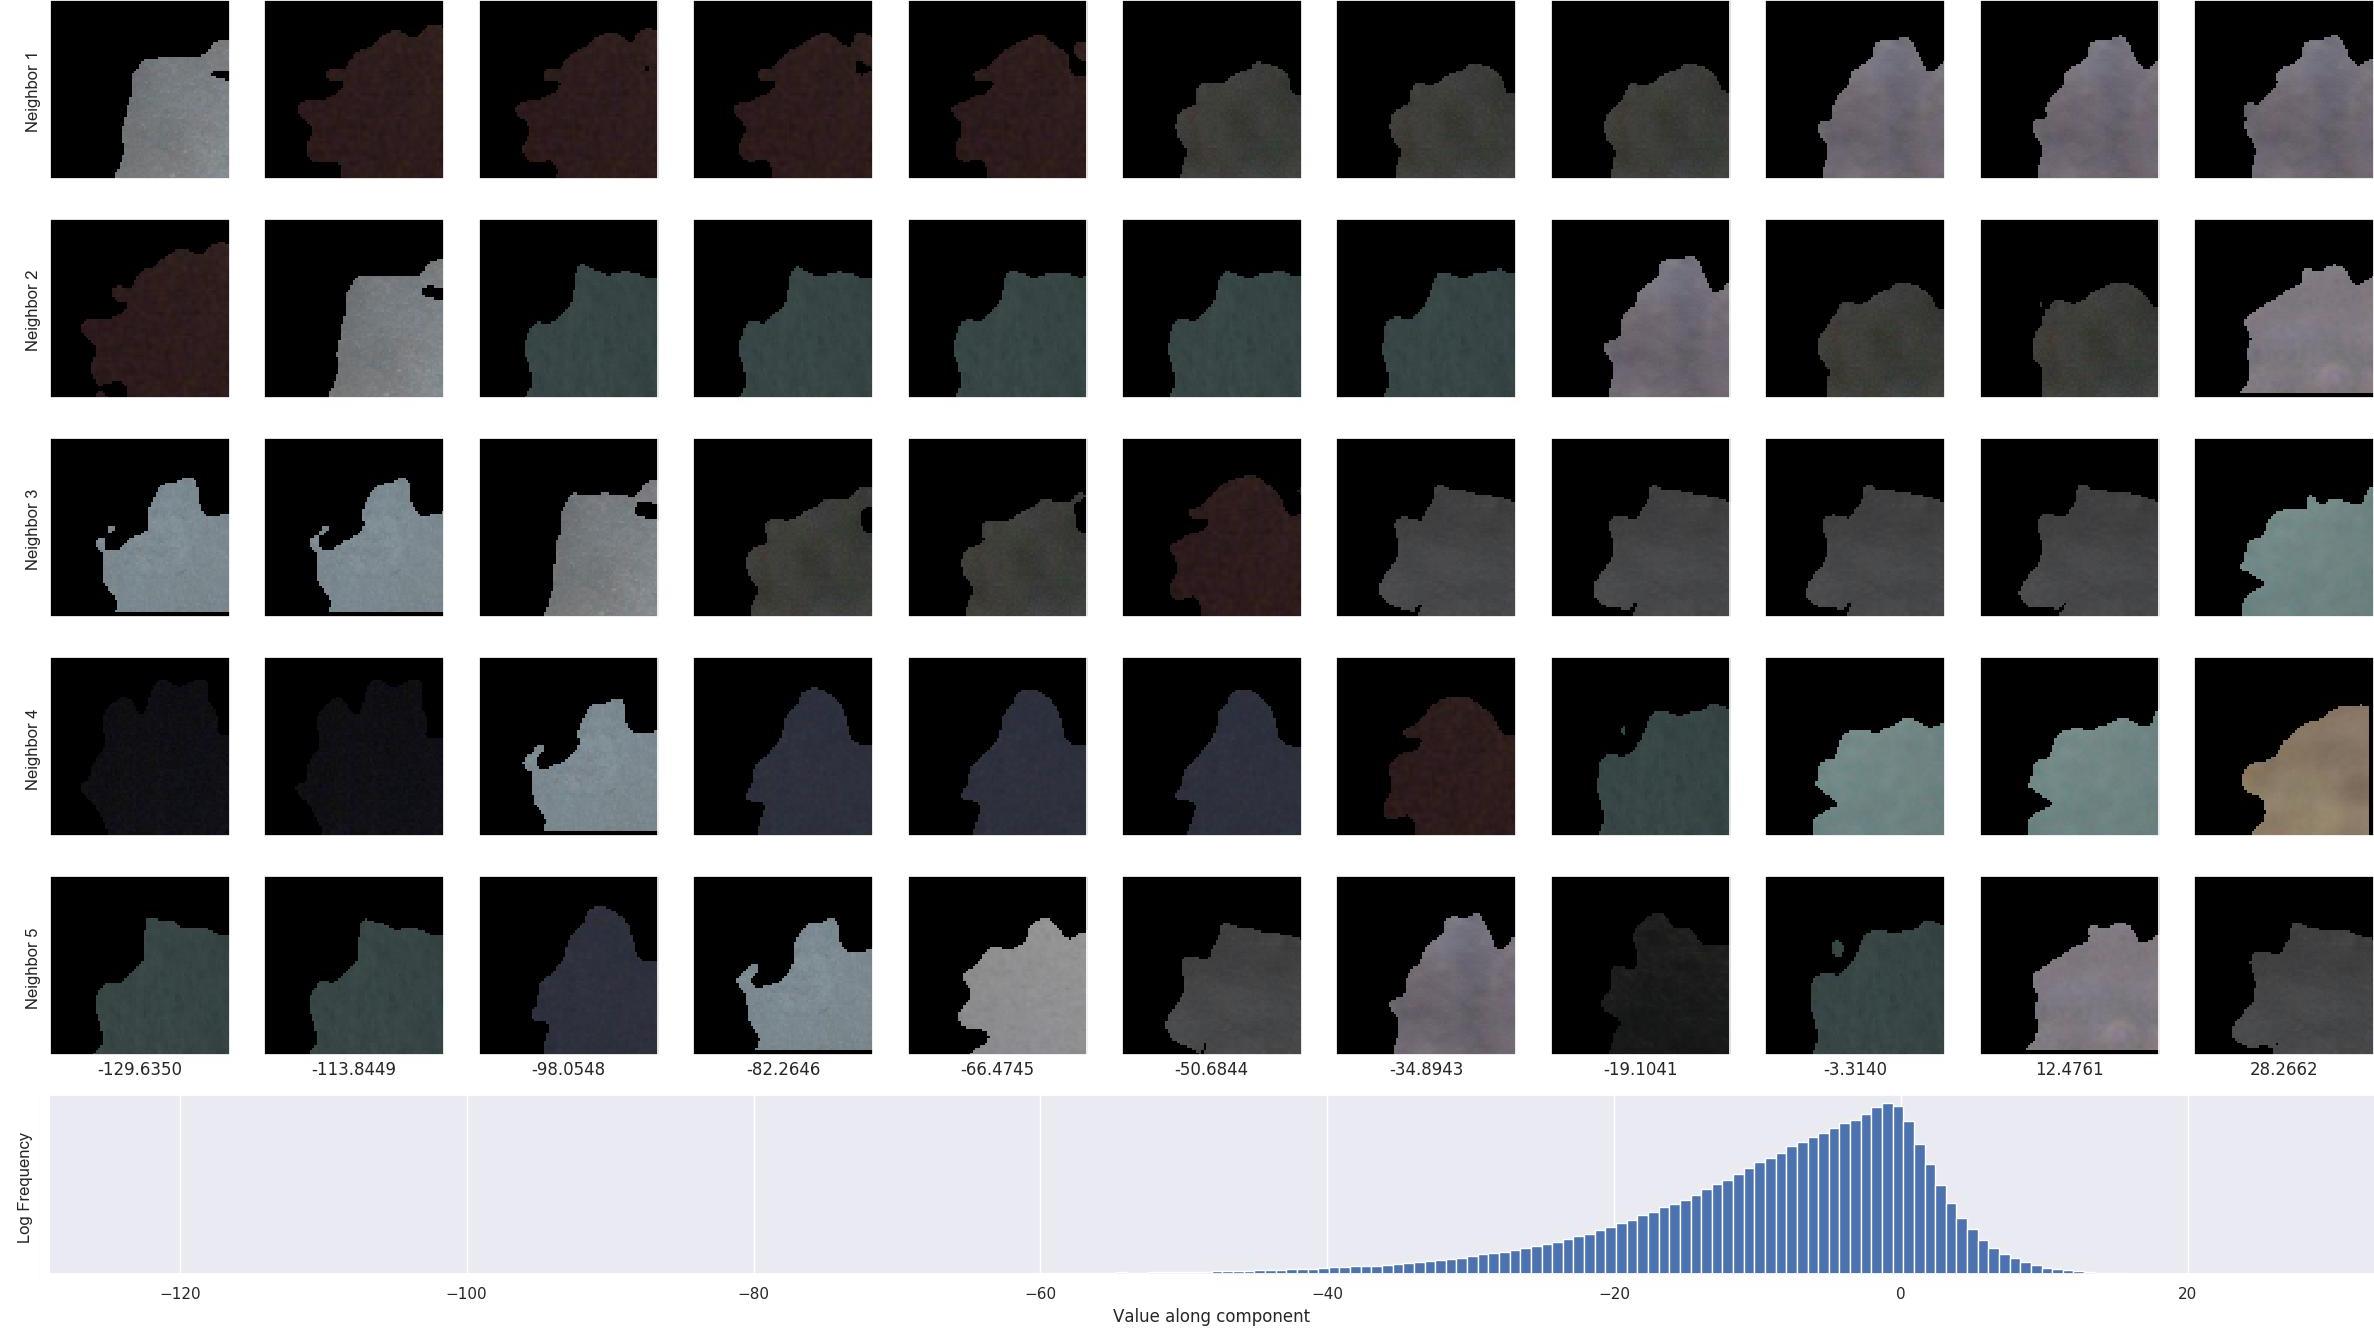 Neighbor 1
Neighbor 2
Neighbor 3
Neighbor 4
Neighbor 5
-129.6350 -113.8449 -98.0548 -82.2646 -66.4745 -50.6844 -34.8943 -19.1041 -3.3140 12.4761 28.2662
Log Frequency
−120 −100 −80 −60 −40 −20 0 20
Value along component